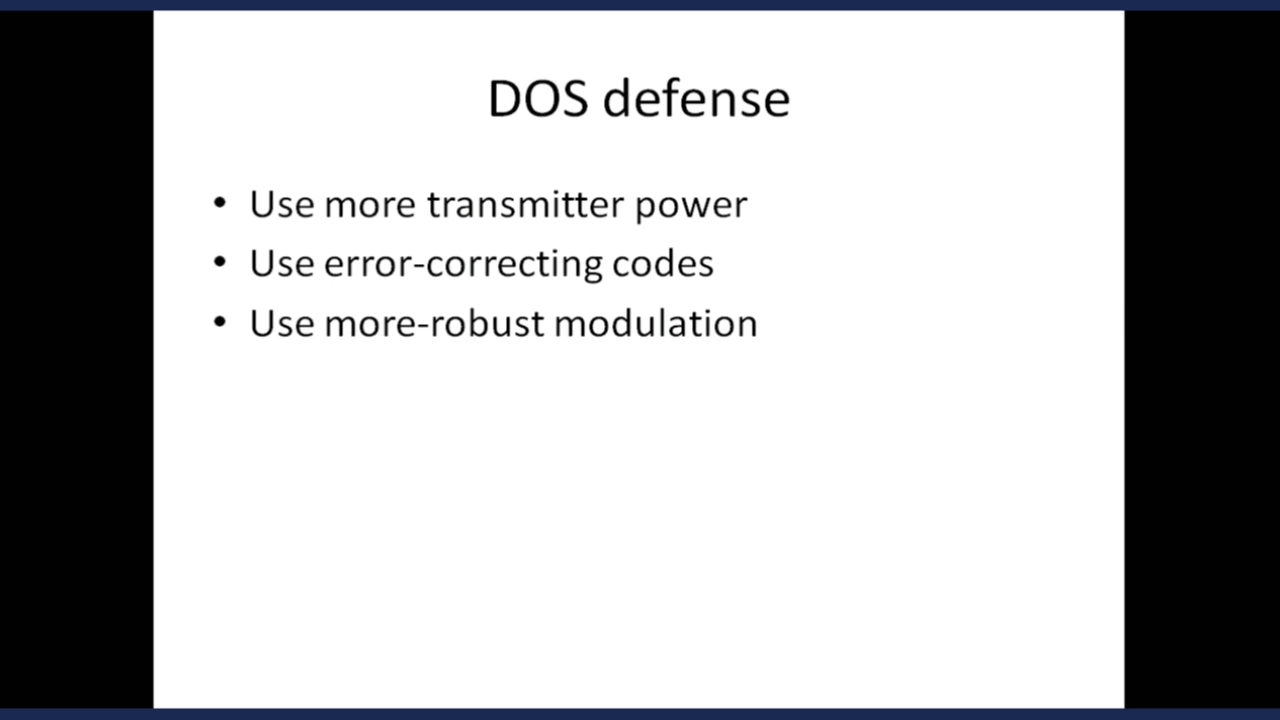 DOS defense
• Use more transmitter power
• Use error-correcting codes
• Use more-robust modulation